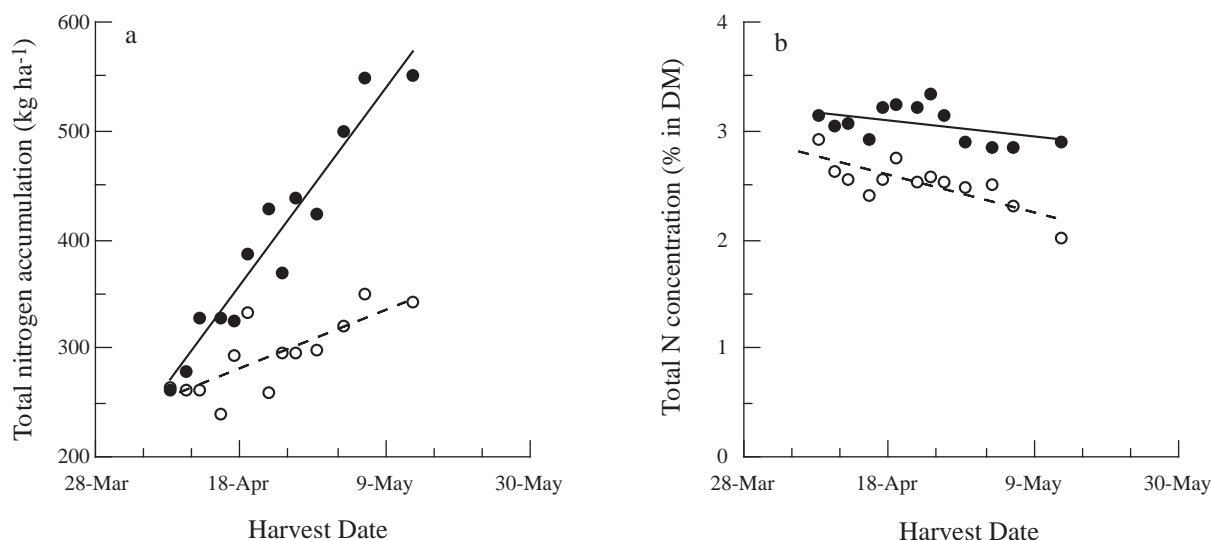 a
Total nitrogen accumulation (kg ha⁻¹)
600
500
400
300
200
28-Mar 18-Apr 9-May 30-May
Harvest Date
b
Total N concentration (% in DM)
4
3
2
1
0
28-Mar 18-Apr 9-May 30-May
Harvest Date